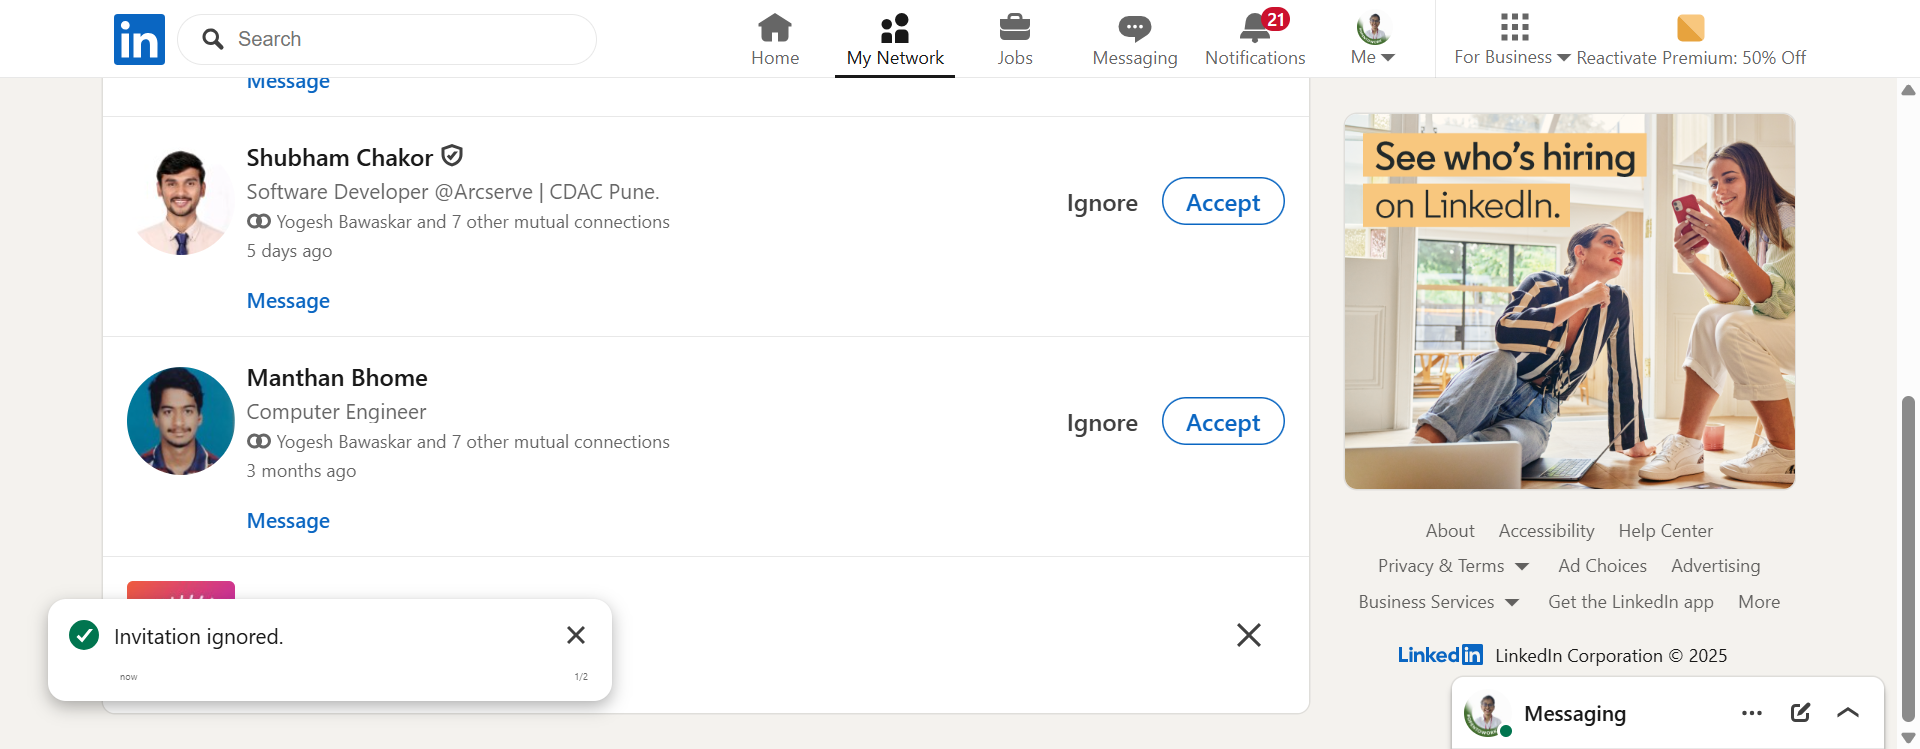 in
Search
Home
My Network
Jobs
Messaging
21
Notifications
Me
For Business
Reactivate Premium: 50% Off
Message
Shubham Chakor
Software Developer @Arcserve | CDAC Pune.
Yogesh Bawaskar and 7 other mutual connections
5 days ago
Ignore
Accept
Message
Manthan Bhome
Computer Engineer
Yogesh Bawaskar and 7 other mutual connections
3 months ago
Ignore
Accept
Message
Invitation ignored.
now
1/2
See who's hiring
on LinkedIn.
About Accessibility Help Center
Privacy & Terms Ad Choices Advertising
Business Services Get the LinkedIn app More
LinkedIn LinkedIn Corporation © 2025
Messaging